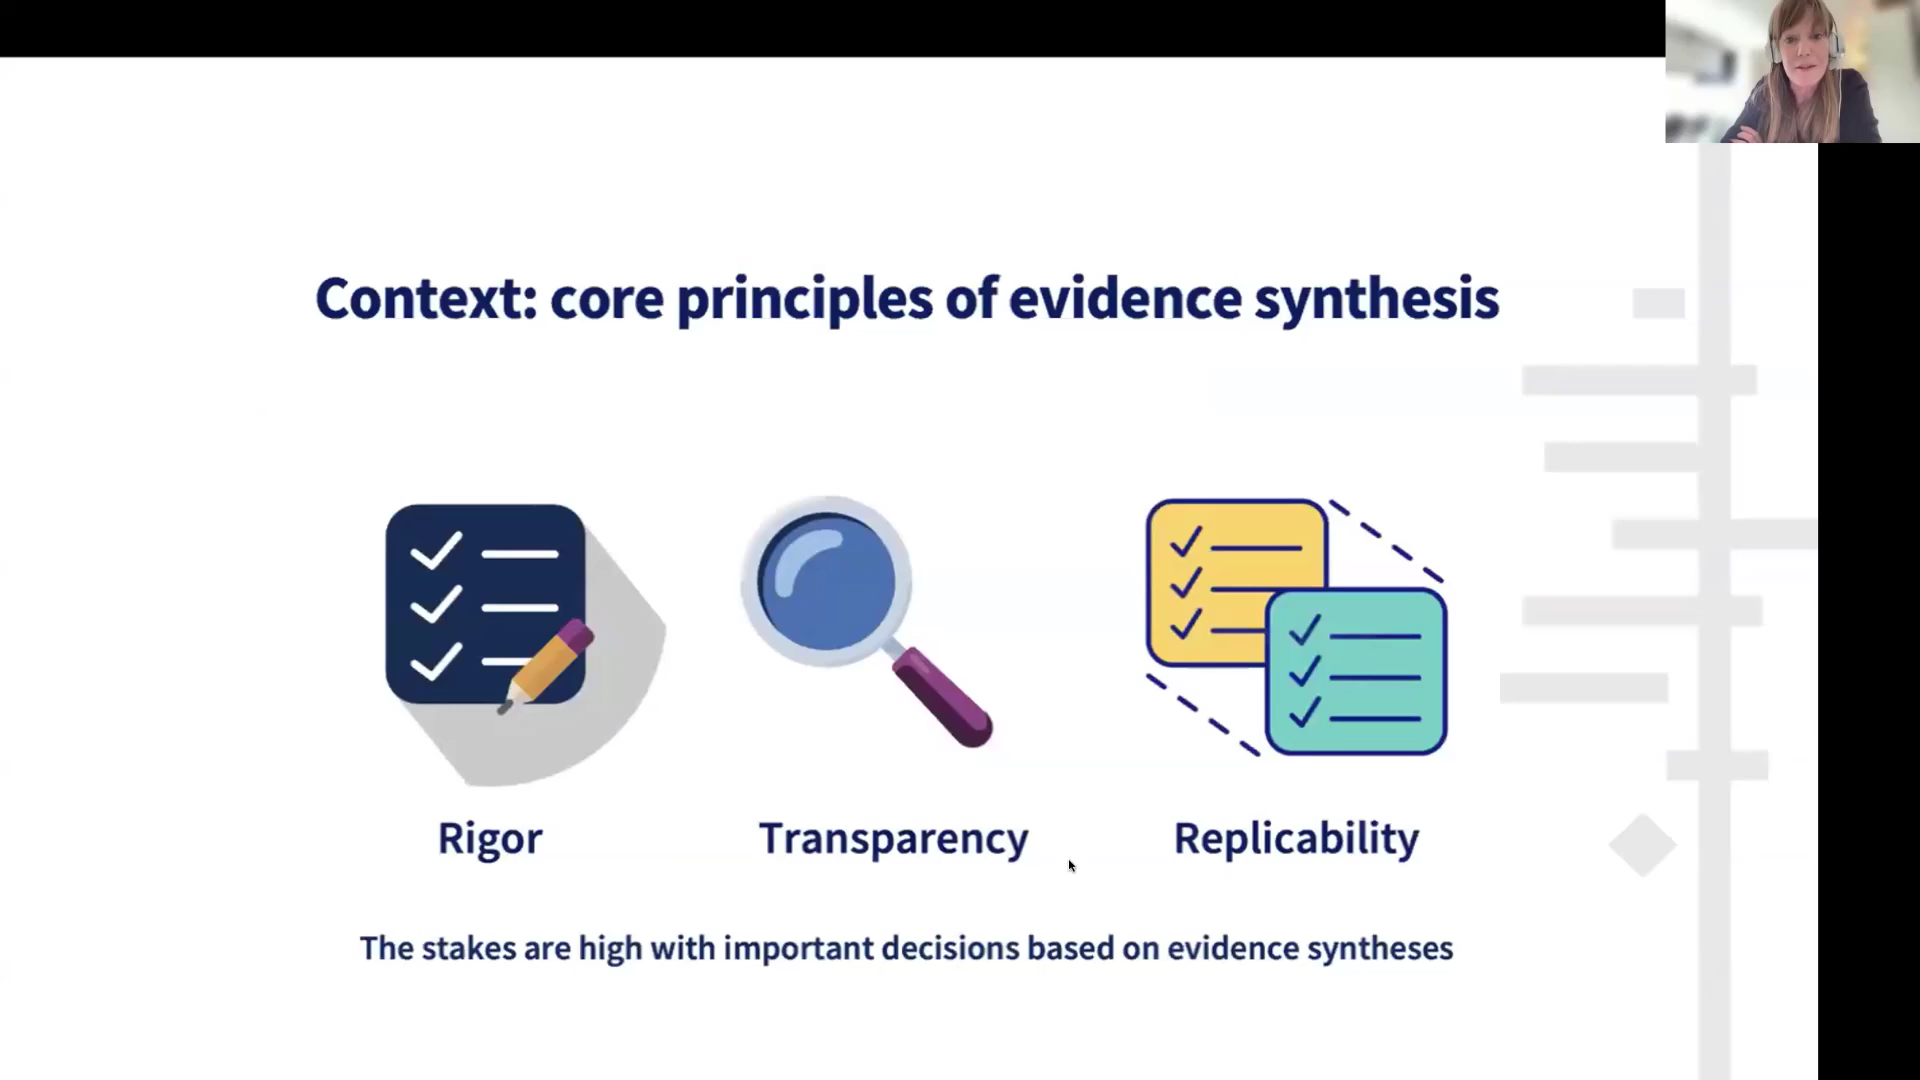 Context: core principles of evidence synthesis
Rigor
Transparency
Replicability
The stakes are high with important decisions based on evidence syntheses